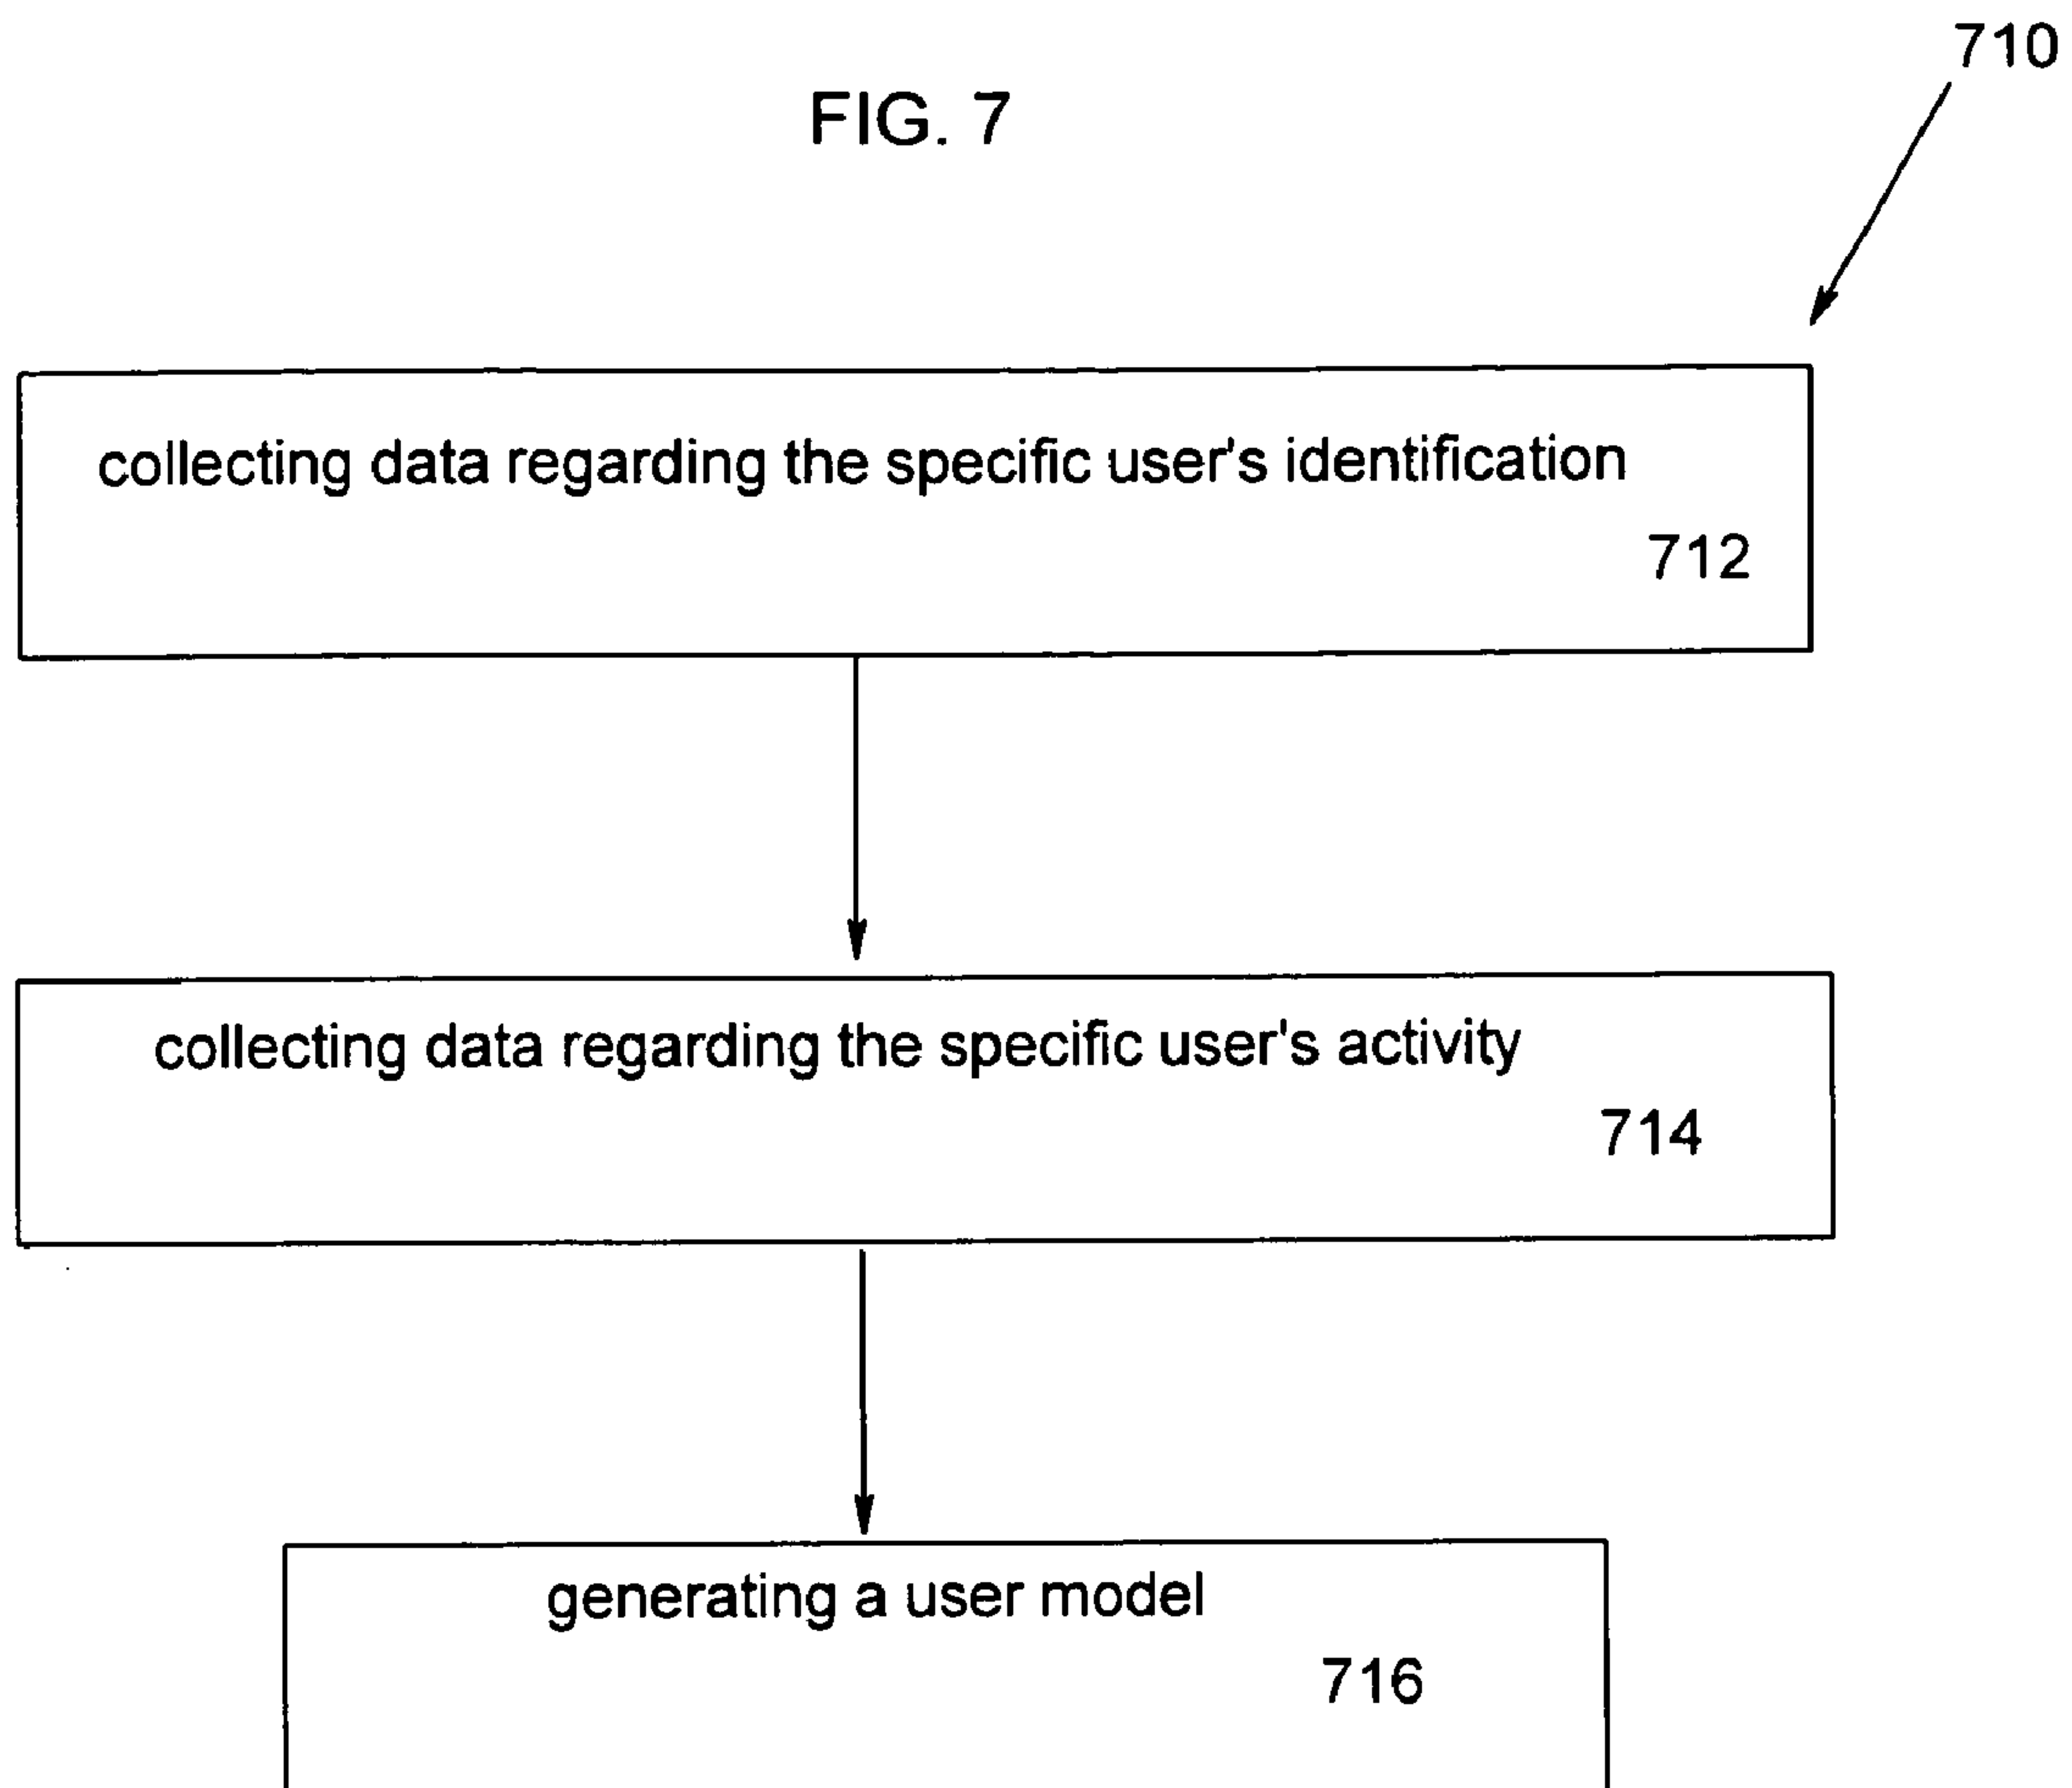 710
FIG. 7
collecting data regarding the specific user's identification
712
collecting data regarding the specific user's activity
714
generating a user model
716